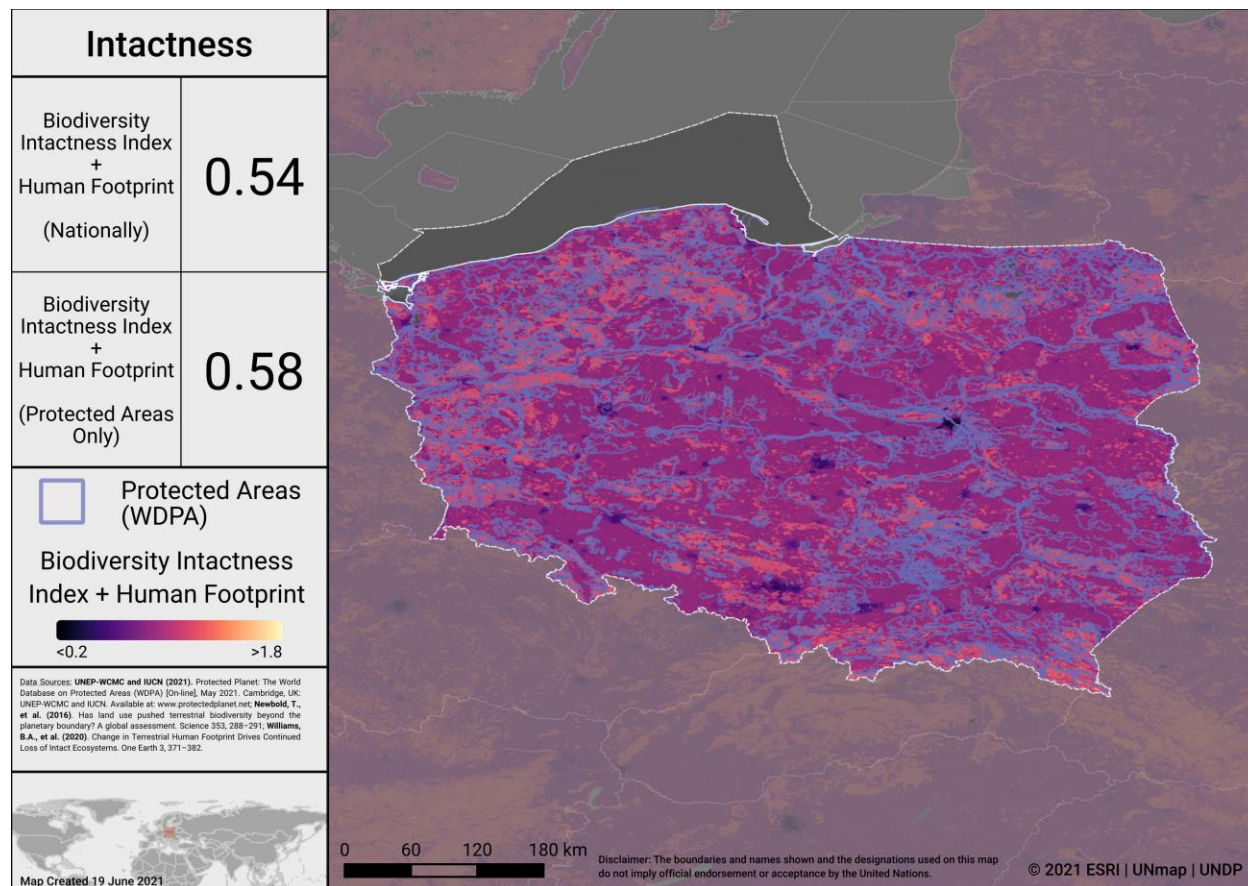 Intactness
Biodiversity
Intactness Index
+
Human Footprint
(Nationally)
0.54
Biodiversity
Intactness Index
+
Human Footprint
(Protected Areas
Only)
0.58
Protected Areas
(WDPA)
Biodiversity Intactness
Index + Human Footprint
<0.2
>1.8
Data Sources: UNEP-WCMC and IUCN (2021). Protected Planet: The World
Database on Protected Areas (WDPA) [On-line], May 2021. Cambridge, UK:
UNEP-WCMC and IUCN. Available at: www.protectedplanet.net; Newbold, T.,
et al. (2016). Has land use pushed terrestrial biodiversity beyond the
planetary boundary? A global assessment. Science 353, 288–291; Williams,
B.A., et al. (2020). Change in Terrestrial Human Footprint Drives Continued
Loss of Intact Ecosystems. One Earth 3, 371–382.
Map Created 19 June 2021
0 60 120 180 km
Disclaimer: The boundaries and names shown and the designations used on this map
do not imply official endorsement or acceptance by the United Nations.
© 2021 ESRI | UNmap | UNDP